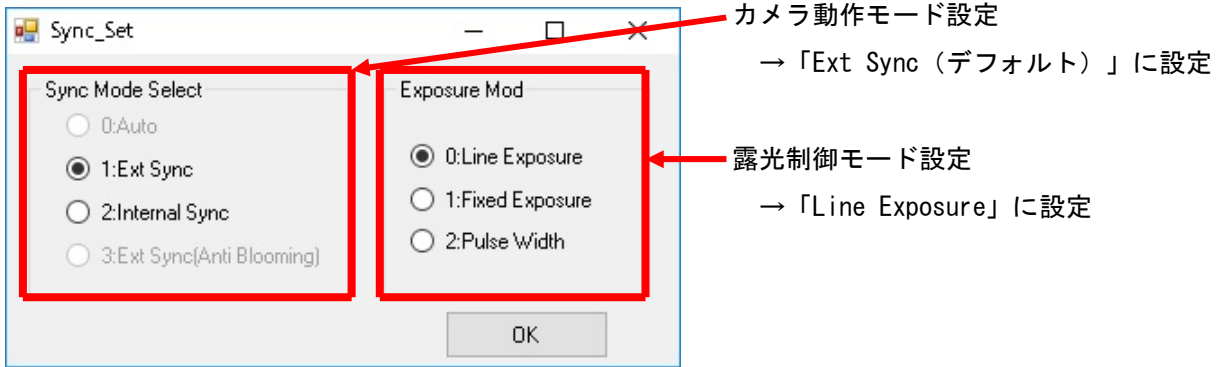 Sync_Set
Sync Mode Select
0:Auto
1:Ext Sync
2:Internal Sync
3:Ext Sync(Anti Blooming)
Exposure Mod
0:Line Exposure
1:Fixed Exposure
2:Pulse Width
OK
カメラ動作モード設定
→「Ext Sync（デフォルト）」に設定
露光制御モード設定
→「Line Exposure」に設定